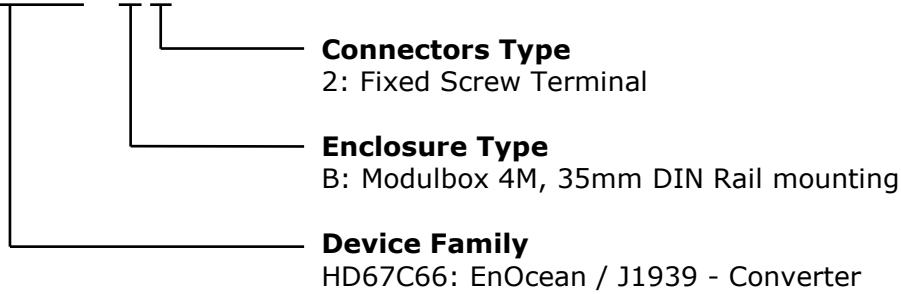 Connectors Type
2: Fixed Screw Terminal
Enclosure Type
B: Modulbox 4M, 35mm DIN Rail mounting
Device Family
HD67C66: EnOcean / J1939 - Converter